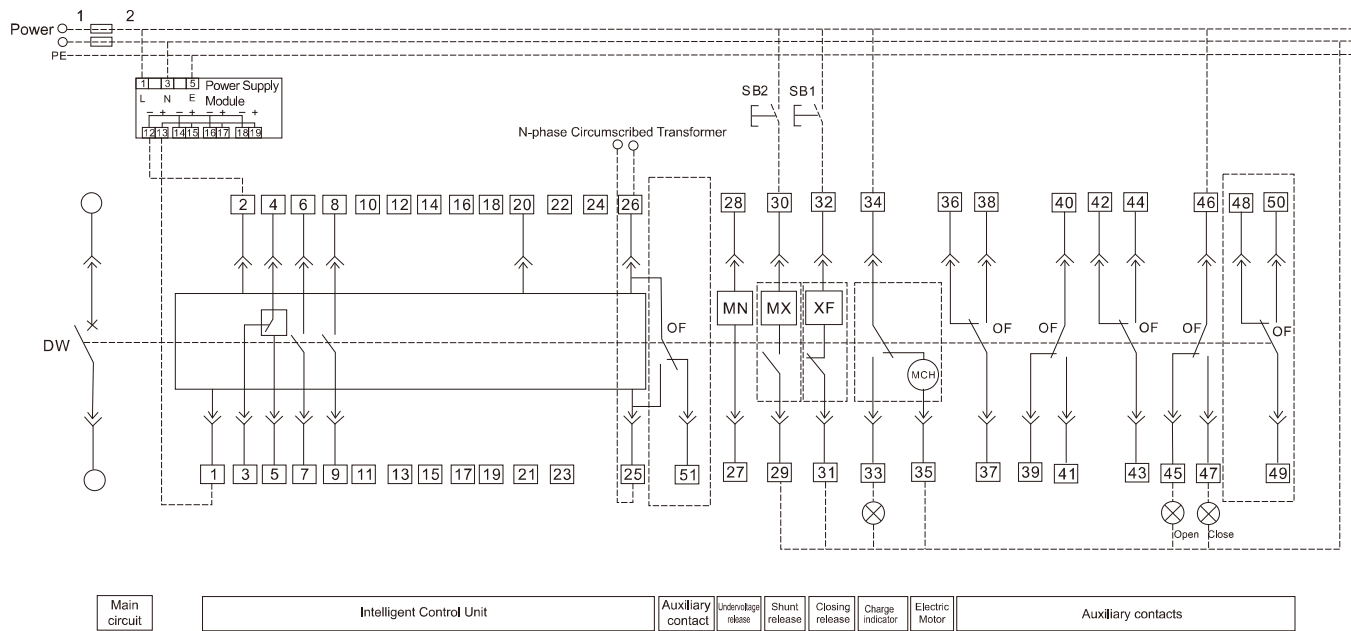 1 2
Power
PE
1 3 5
L N E
Power Supply
Module
− + − + − + − +
12 13 14 15 16 17 18 19
SB2 SB1
N-phase Circumscribed Transformer
2 4 6 8 10 12 14 16 18 20 22 24 26 28 30 32 34 36 38 40 42 44 46 48 50
MN MX XF
OF OF OF OF OF OF
DW
MCH
1 3 5 7 9 11 13 15 17 19 21 23 25 51 27 29 31 33 35 37 39 41 43 45 47 49
Open Close
Main
circuit
Intelligent Control Unit
Auxiliary
contact
Undervoltage
release
Shunt
release
Closing
release
Charge
indicator
Electric
Motor
Auxiliary contacts